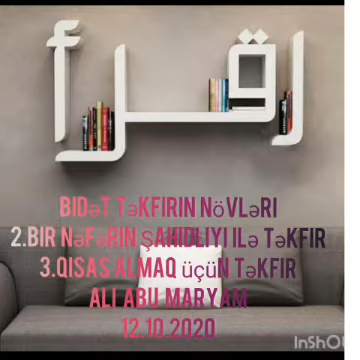 اقرأ
BIDəT TəKFIRIN NöVLəRI
2.BIR NəFəRIN ŞAHIDLIYI ILə TəKFIR
3.QISAS ALMAQ üçüN TəKFIR
ALI ABU MARYAM
12.10.2020
InShO